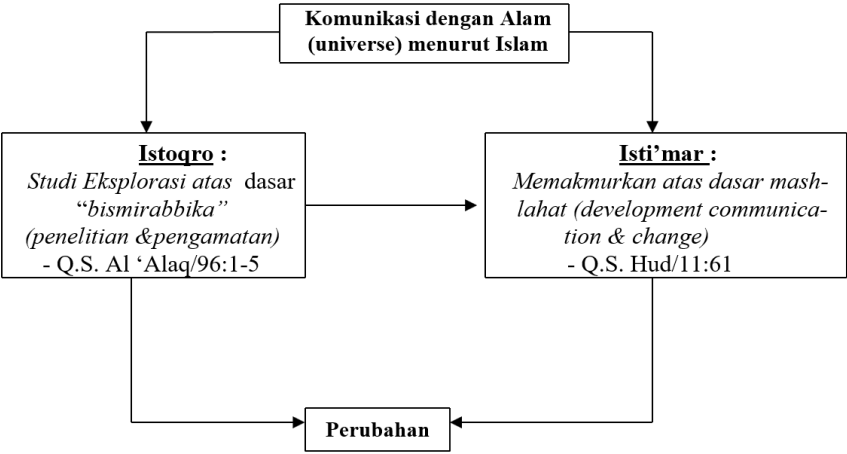 Komunikasi dengan Alam
(universe) menurut Islam
Istoqro :
Studi Eksplorasi atas dasar
“bismirabbika”
(penelitian &pengamatan)
- Q.S. Al ‘Alaq/96:1-5
Isti’mar :
Memakmurkan atas dasar mash-
lahat (development communica-
tion & change)
- Q.S. Hud/11:61
Perubahan